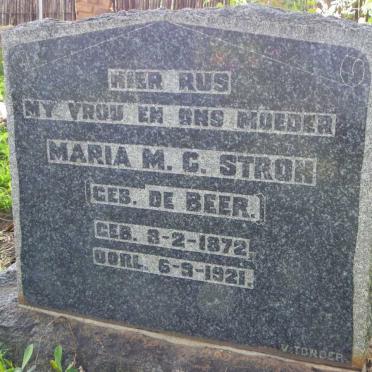 HIER RUS
MY VROU EN ONS MOEDER
MARIA M. C. STROH
(GEB. DE BEER.)
GEB. 8-2-1872.
OORL. 6-9-1921.
V. TONDER.